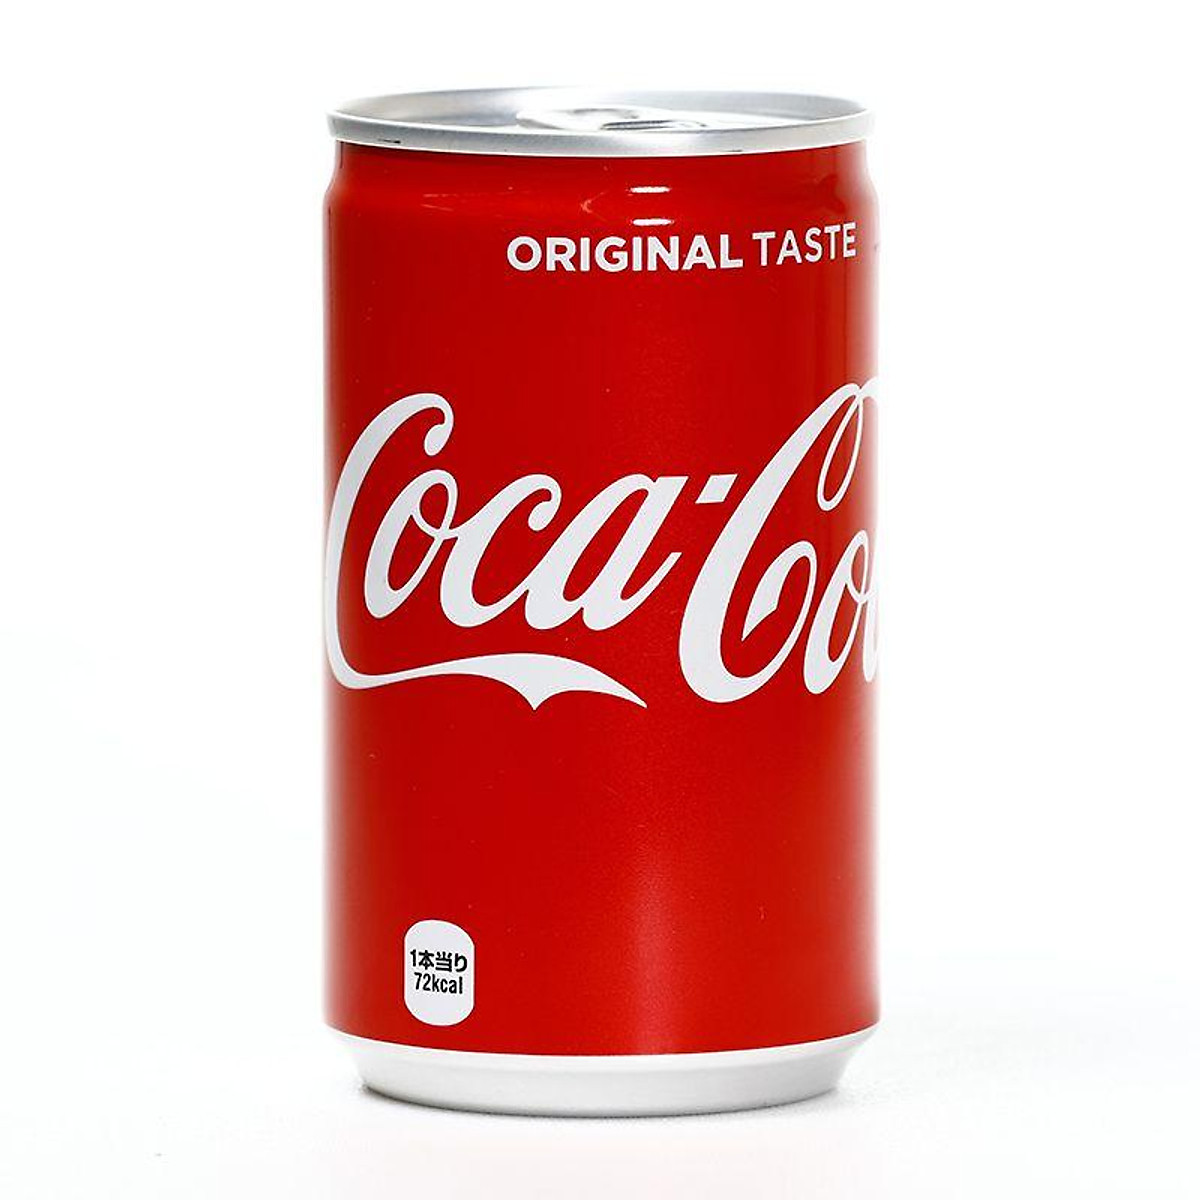 ORIGINAL TASTE
Coca-Co
1本当り
72kcal